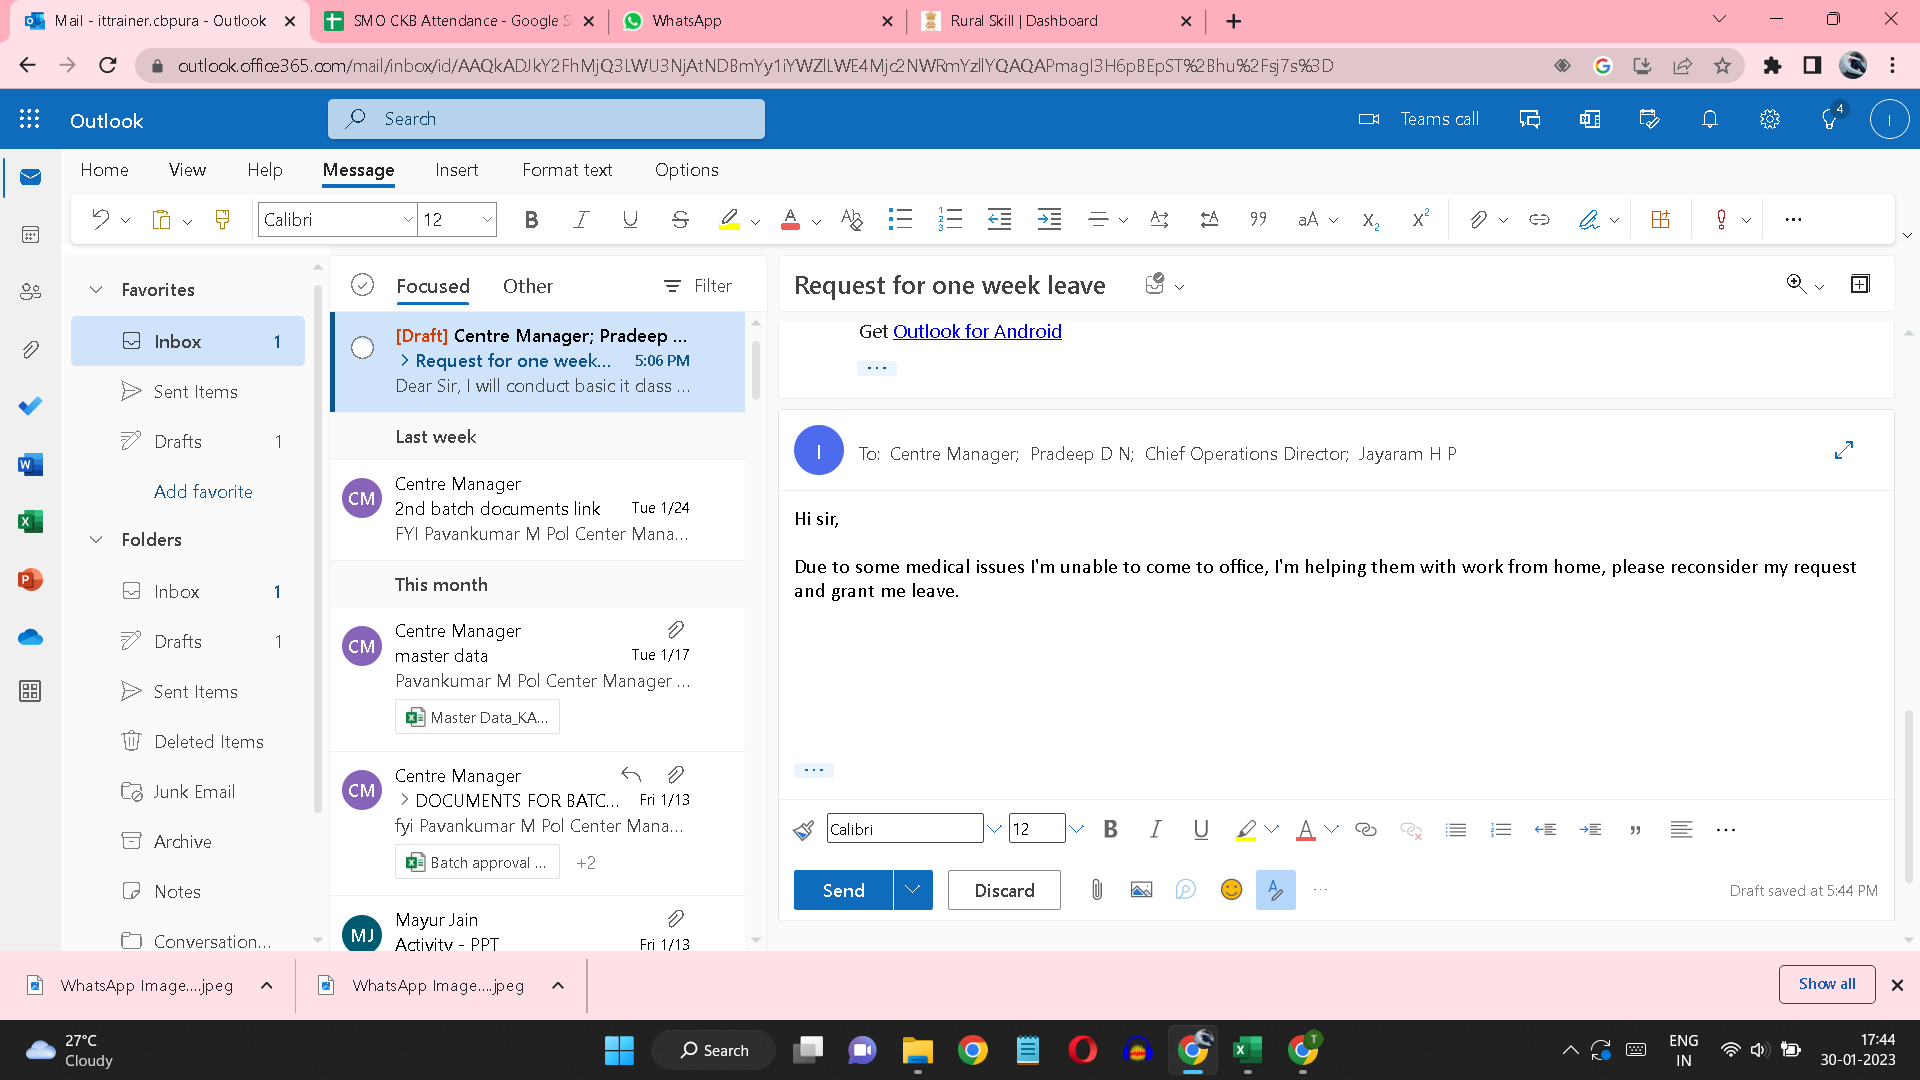 Mail - ittrainer.cbpura - Outlook
SMO CKB Attendance - Google S
WhatsApp
Rural Skill | Dashboard
outlook.office365.com/mail/inbox/id/AAQkADJkY2FhMjQ3LWU3NjAtNDBmYy1iYWZlLWE4Mjc2NWRmYzllYQAQAPmagI3H6pBEpST%2Bhu%2Fsj7s%3D
Outlook
Search
Teams call
4
I
Home View Help Message Insert Format text Options
Calibri 12
Favorites
Inbox 1
Sent Items
Drafts 1
Add favorite
Folders
Inbox 1
Drafts 1
Sent Items
Deleted Items
Junk Email
Archive
Notes
Conversation...
Focused Other Filter
[Draft] Centre Manager; Pradeep ...
Request for one week... 5:06 PM
Dear Sir, I will conduct basic it class ...
Last week
CM
Centre Manager
2nd batch documents link Tue 1/24
FYI Pavankumar M Pol Center Mana...
This month
CM
Centre Manager
master data Tue 1/17
Pavankumar M Pol Center Manager ...
Master Data_KA...
CM
Centre Manager
DOCUMENTS FOR BATC... Fri 1/13
fyi Pavankumar M Pol Center Mana...
Batch approval ... +2
MJ
Mayur Jain
Activity - PPT Fri 1/13
Request for one week leave
Get Outlook for Android
I
To: Centre Manager; Pradeep D N; Chief Operations Director; Jayaram H P
Hi sir,
Due to some medical issues I'm unable to come to office, I'm helping them with work from home, please reconsider my request
and grant me leave.
Calibri 12
Send Discard
Draft saved at 5:44 PM
WhatsApp Image....jpeg
WhatsApp Image....jpeg
Show all
27°C
Cloudy
Search
T
ENG
IN
17:44
30-01-2023